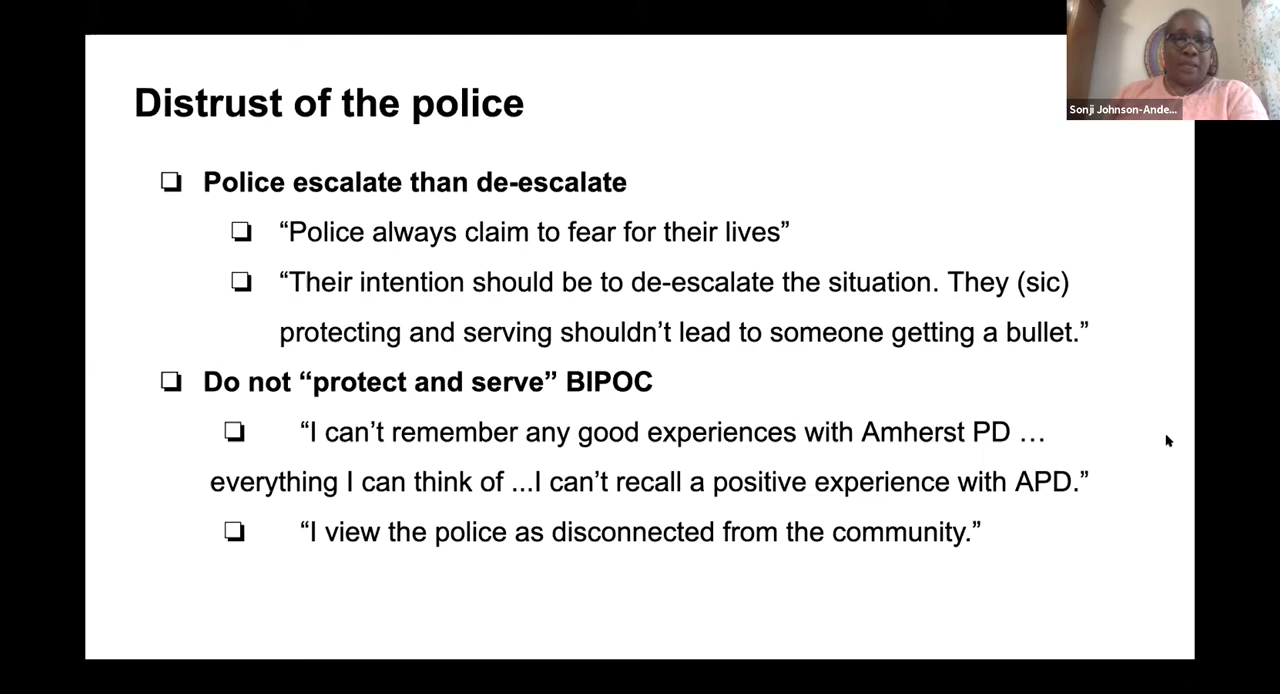 Distrust of the police
Sonji Johnson-Ande...
❏ Police escalate than de-escalate
❏ “Police always claim to fear for their lives”
❏ “Their intention should be to de-escalate the situation. They (sic)
protecting and serving shouldn’t lead to someone getting a bullet.”
❏ Do not “protect and serve” BIPOC
❏ “I can’t remember any good experiences with Amherst PD …
everything I can think of ...I can’t recall a positive experience with APD.”
❏ “I view the police as disconnected from the community.”